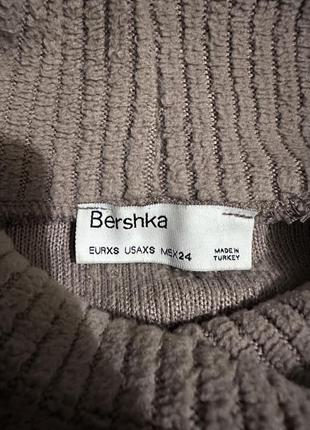 Bershka
EURXS USAXS MEX24
MADE IN
TURKEY